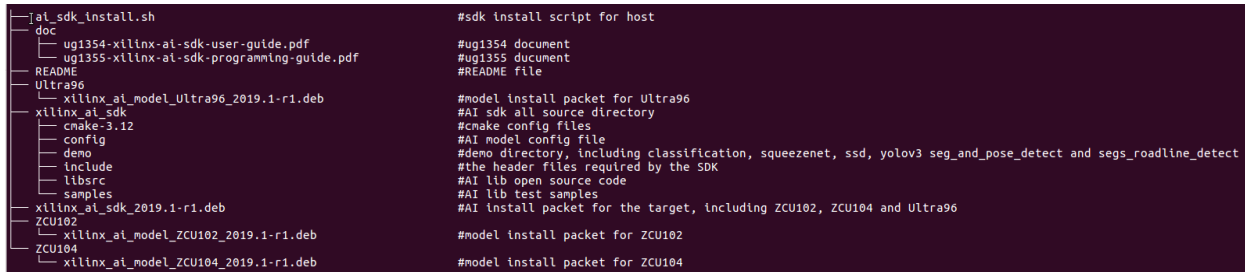 ├── ai_sdk_install.sh #sdk install script for host
├── doc
│   ├── ug1354-xilinx-ai-sdk-user-guide.pdf #ug1354 document
│   └── ug1355-xilinx-ai-sdk-programming-guide.pdf #ug1355 ducument
├── README #README file
├── Ultra96
│   └── xilinx_ai_model_Ultra96_2019.1-r1.deb #model install packet for Ultra96
├── xilinx_ai_sdk #AI sdk all source directory
│   ├── cmake-3.12 #cmake config files
│   ├── config #AI model config file
│   ├── demo #demo directory, including classification, squeezenet, ssd, yolov3 seg_and_pose_detect and segs_roadline_detect
│   ├── include #the header files required by the SDK
│   ├── libsrc #AI lib open source code
│   └── samples #AI lib test samples
├── xilinx_ai_sdk_2019.1-r1.deb #AI install packet for the target, including ZCU102, ZCU104 and Ultra96
├── ZCU102
│   └── xilinx_ai_model_ZCU102_2019.1-r1.deb #model install packet for ZCU102
└── ZCU104
    └── xilinx_ai_model_ZCU104_2019.1-r1.deb #model install packet for ZCU104